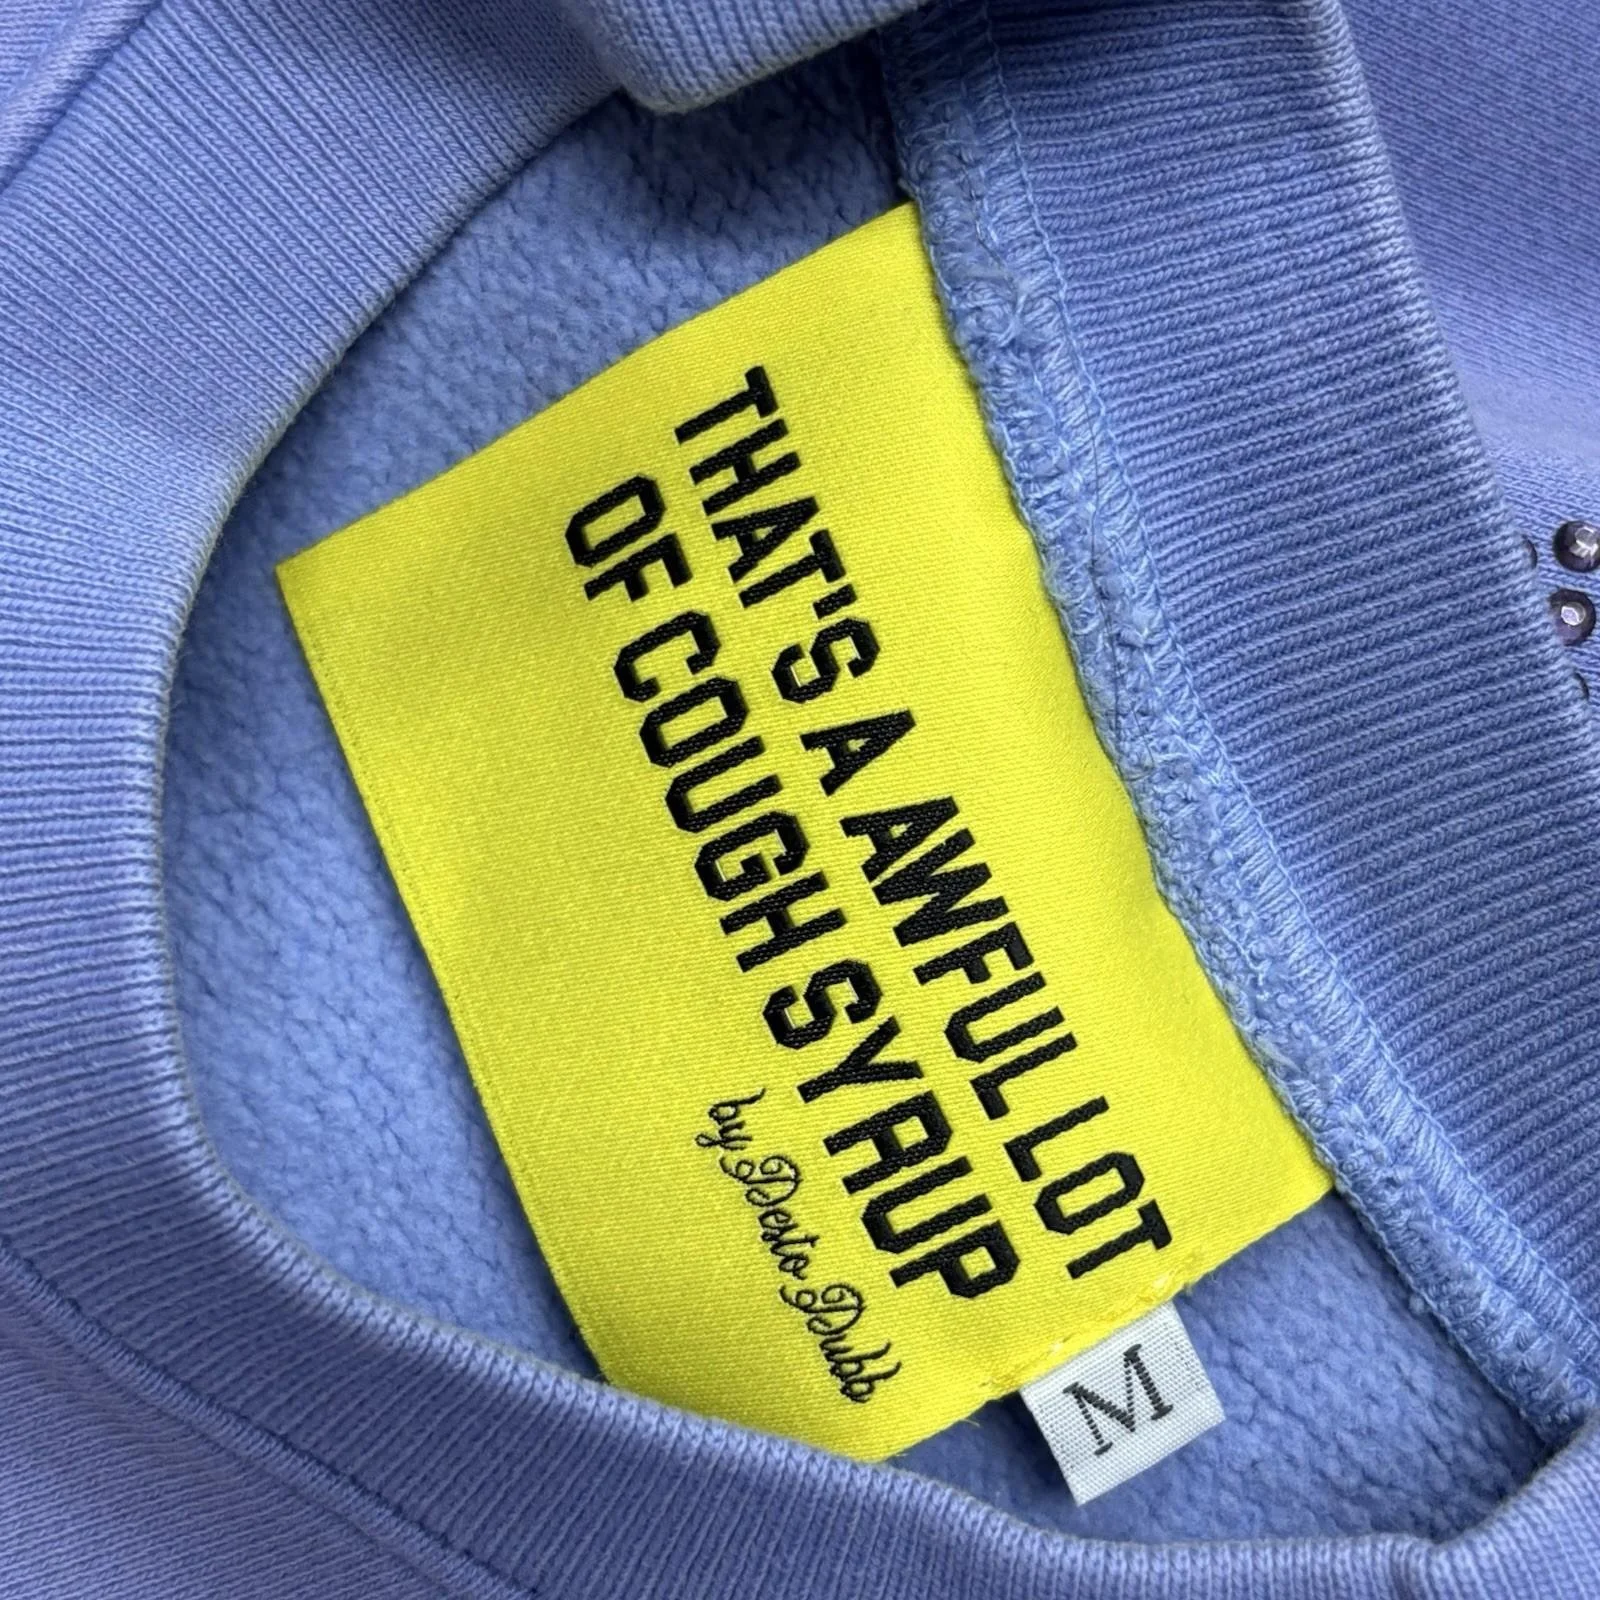 THAT'S A AWFUL LOT
OF COUGH SYRUP
by Desto Dubb
M